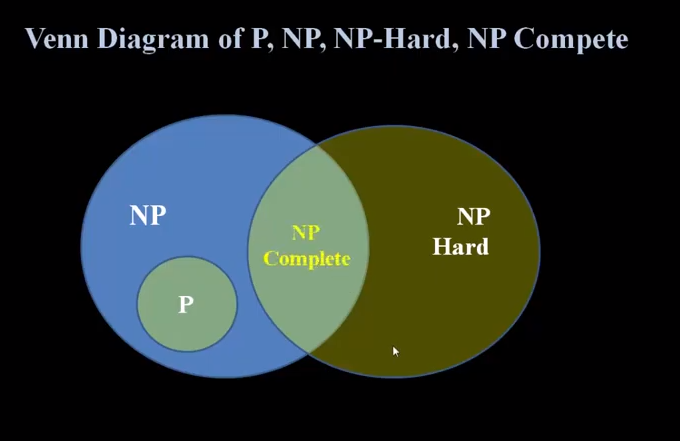 Venn Diagram of P, NP, NP-Hard, NP Compete
NP
NP
Complete
NP
Hard
P